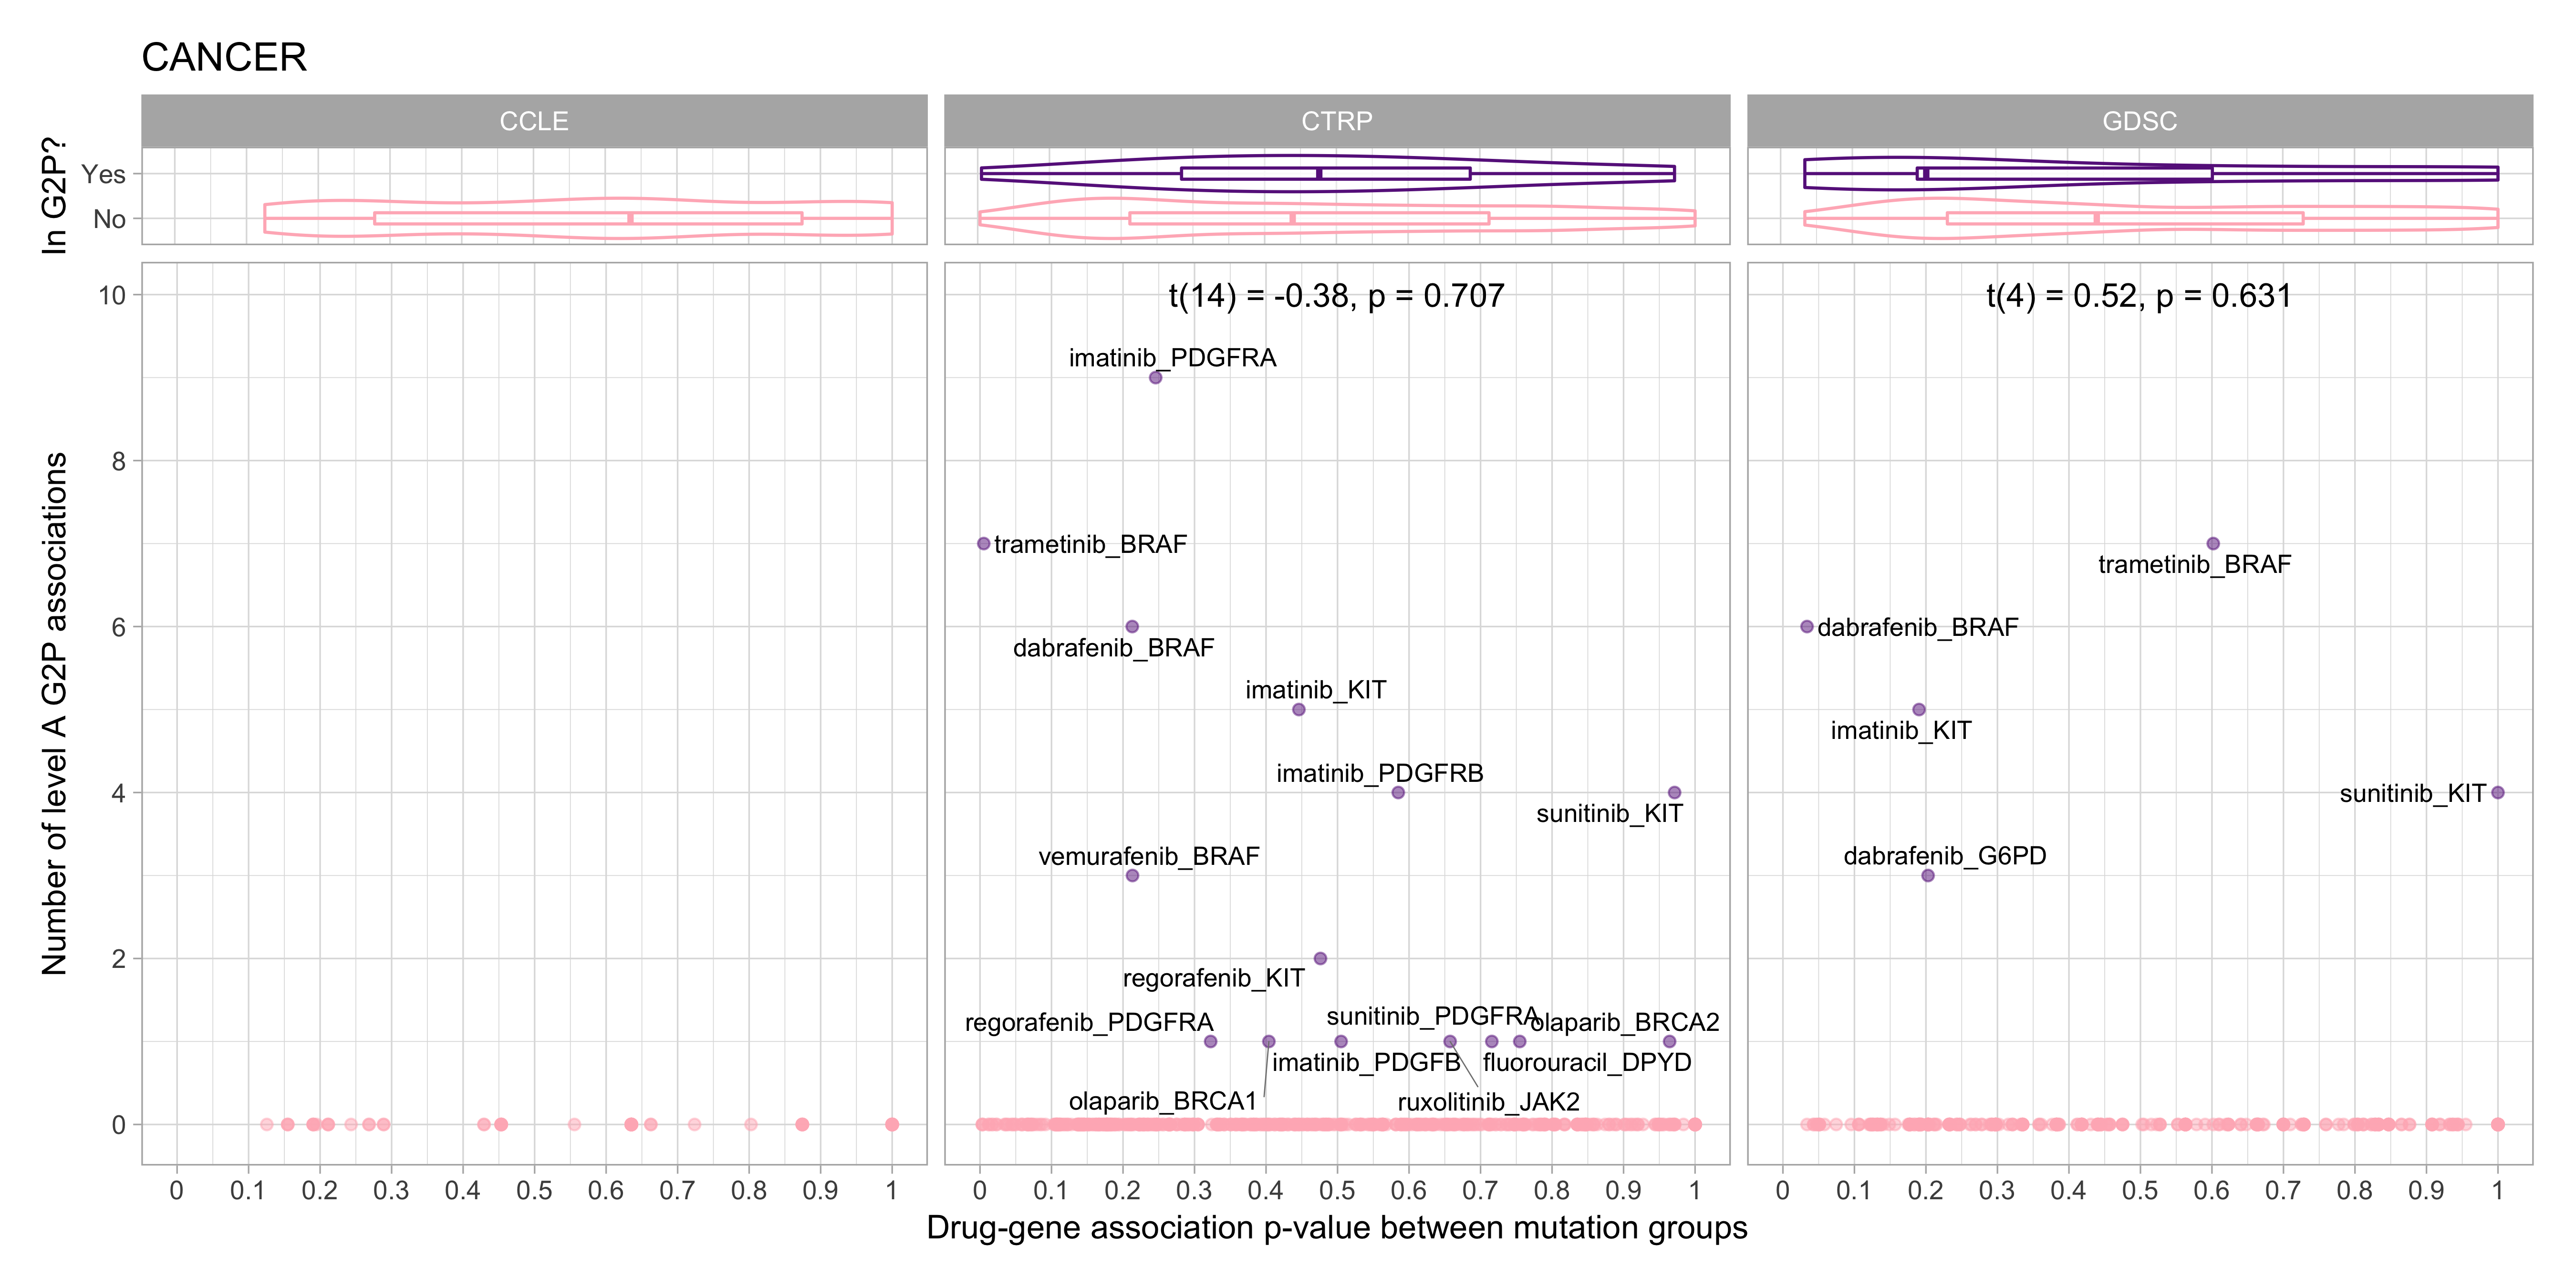 CANCER
CCLE
CTRP
GDSC
In G2P?
Yes
No
Number of level A G2P associations
10
8
6
4
2
0
t(14) = -0.38, p = 0.707
imatinib_PDGFRA
trametinib_BRAF
dabrafenib_BRAF
imatinib_KIT
imatinib_PDGFRB
sunitinib_KIT
vemurafenib_BRAF
regorafenib_KIT
regorafenib_PDGFRA
sunitinib_PDGFRA
olaparib_BRCA2
imatinib_PDGFB
fluorouracil_DPYD
olaparib_BRCA1
ruxolitinib_JAK2
t(4) = 0.52, p = 0.631
trametinib_BRAF
dabrafenib_BRAF
imatinib_KIT
sunitinib_KIT
dabrafenib_G6PD
0 0.1 0.2 0.3 0.4 0.5 0.6 0.7 0.8 0.9 1
0 0.1 0.2 0.3 0.4 0.5 0.6 0.7 0.8 0.9 1
0 0.1 0.2 0.3 0.4 0.5 0.6 0.7 0.8 0.9 1
Drug-gene association p-value between mutation groups